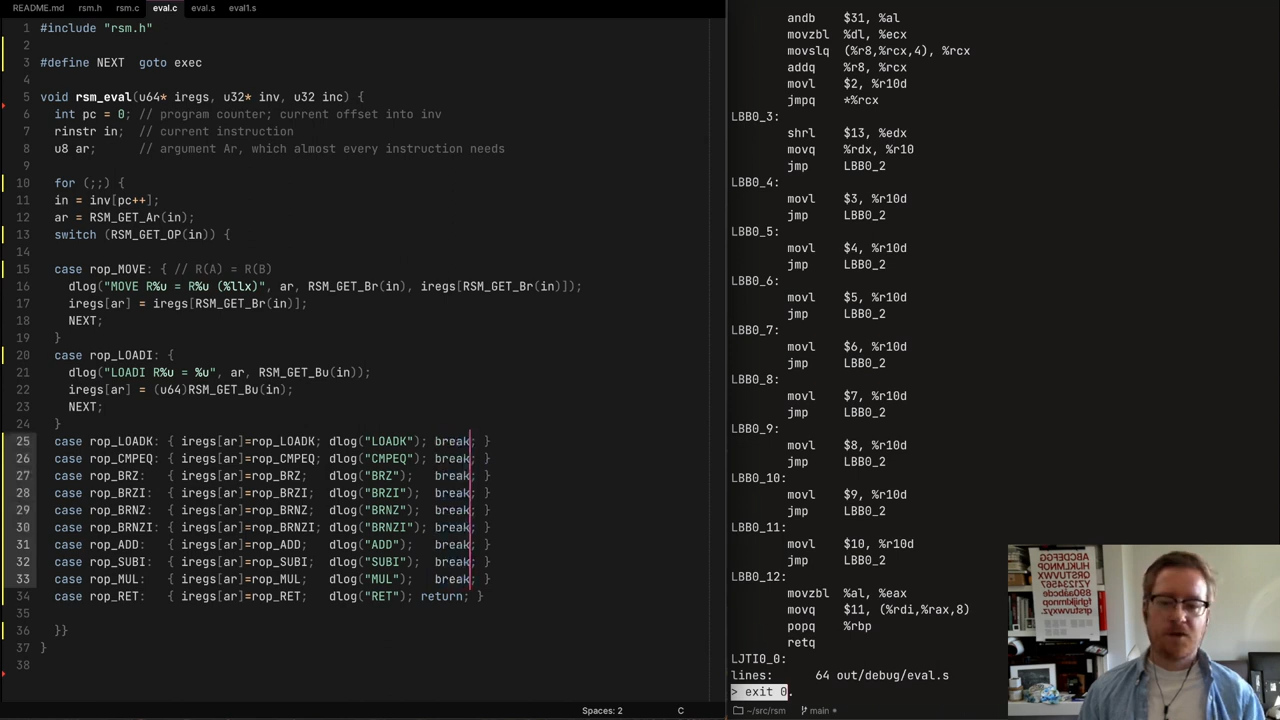 README.md rsm.h rsm.c eval.c eval.s eval1.s
1 #include "rsm.h"
2
3 #define NEXT  goto exec
4
5 void rsm_eval(u64* iregs, u32* inv, u32 inc) {
6   int pc = 0; // program counter; current offset into inv
7   rinstr in;  // current instruction
8   u8 ar;      // argument Ar, which almost every instruction needs
9
10   for (;;) {
11   in = inv[pc++];
12   ar = RSM_GET_Ar(in);
13   switch (RSM_GET_OP(in)) {
14
15   case rop_MOVE: { // R(A) = R(B)
16     dlog("MOVE R%u = R%u (%llx)", ar, RSM_GET_Br(in), iregs[RSM_GET_Br(in)]);
17     iregs[ar] = iregs[RSM_GET_Br(in)];
18     NEXT;
19   }
20   case rop_LOADI: {
21     dlog("LOADI R%u = %u", ar, RSM_GET_Bu(in));
22     iregs[ar] = (u64)RSM_GET_Bu(in);
23     NEXT;
24   }
25   case rop_LOADK: { iregs[ar]=rop_LOADK; dlog("LOADK"); break; }
26   case rop_CMPEQ: { iregs[ar]=rop_CMPEQ; dlog("CMPEQ"); break; }
27   case rop_BRZ:   { iregs[ar]=rop_BRZ;   dlog("BRZ");   break; }
28   case rop_BRZI:  { iregs[ar]=rop_BRZI;  dlog("BRZI");  break; }
29   case rop_BRNZ:  { iregs[ar]=rop_BRNZ;  dlog("BRNZ");  break; }
30   case rop_BRNZI: { iregs[ar]=rop_BRNZI; dlog("BRNZI"); break; }
31   case rop_ADD:   { iregs[ar]=rop_ADD;   dlog("ADD");   break; }
32   case rop_SUBI:  { iregs[ar]=rop_SUBI;  dlog("SUBI");  break; }
33   case rop_MUL:   { iregs[ar]=rop_MUL;   dlog("MUL");   break; }
34   case rop_RET:   { iregs[ar]=rop_RET;   dlog("RET"); return; }
35
36   }}
37 }
38
Spaces: 2 C
andb $31, %al
movzbl %dl, %ecx
movslq (%r8,%rcx,4), %rcx
addq %r8, %rcx
movl $2, %r10d
jmpq *%rcx
LBB0_3:
shrl $13, %edx
movq %rdx, %r10
jmp LBB0_2
LBB0_4:
movl $3, %r10d
jmp LBB0_2
LBB0_5:
movl $4, %r10d
jmp LBB0_2
LBB0_6:
movl $5, %r10d
jmp LBB0_2
LBB0_7:
movl $6, %r10d
jmp LBB0_2
LBB0_8:
movl $7, %r10d
jmp LBB0_2
LBB0_9:
movl $8, %r10d
jmp LBB0_2
LBB0_10:
movl $9, %r10d
jmp LBB0_2
LBB0_11:
movl $10, %r10d
jmp LBB0_2
LBB0_12:
movzbl %al, %eax
movq $11, (%rdi,%rax,8)
popq %rbp
retq
LJTI0_0:
lines: 64 out/debug/eval.s
> exit 0.
~/src/rsm main
ABCDEFG
HIJKLMN